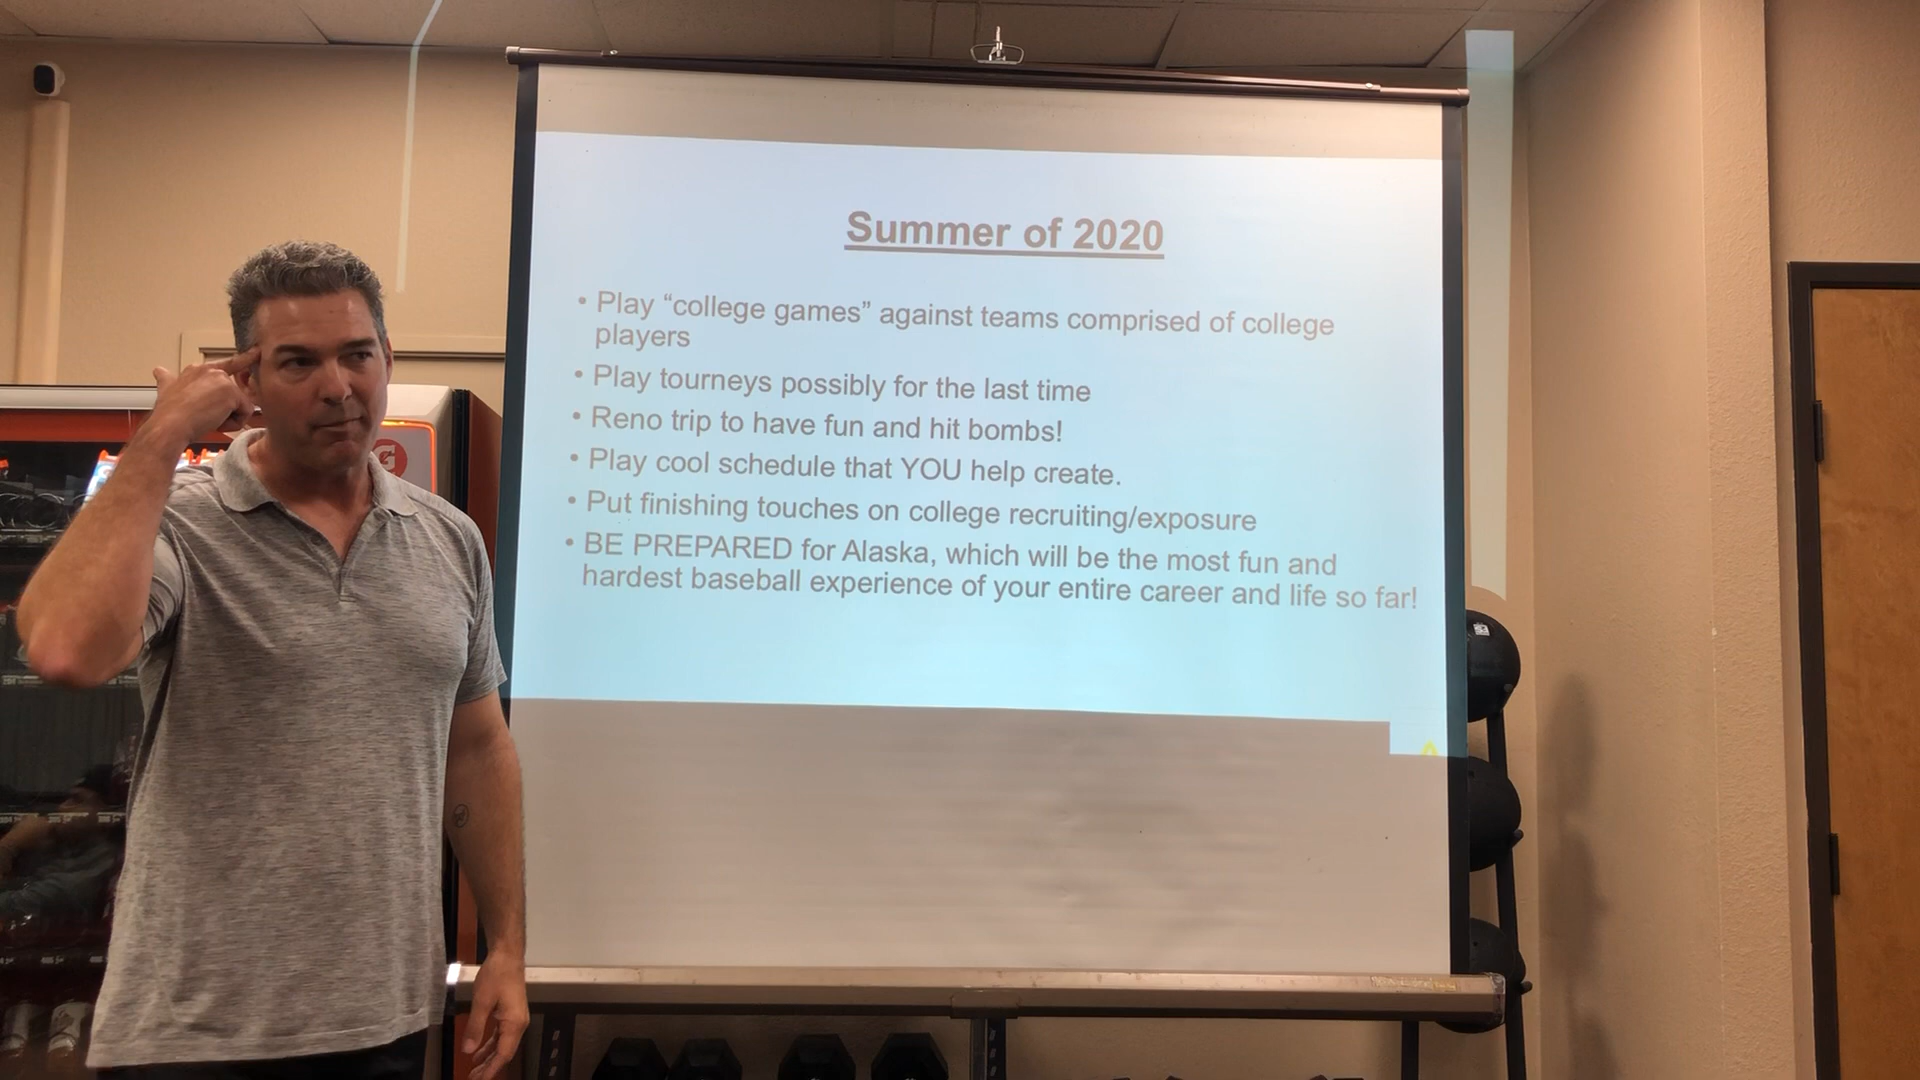 Summer of 2020
• Play “college games” against teams comprised of college
players
• Play tourneys possibly for the last time
• Reno trip to have fun and hit bombs!
• Play cool schedule that YOU help create.
• Put finishing touches on college recruiting/exposure
• BE PREPARED for Alaska, which will be the most fun and
hardest baseball experience of your entire career and life so far!
G